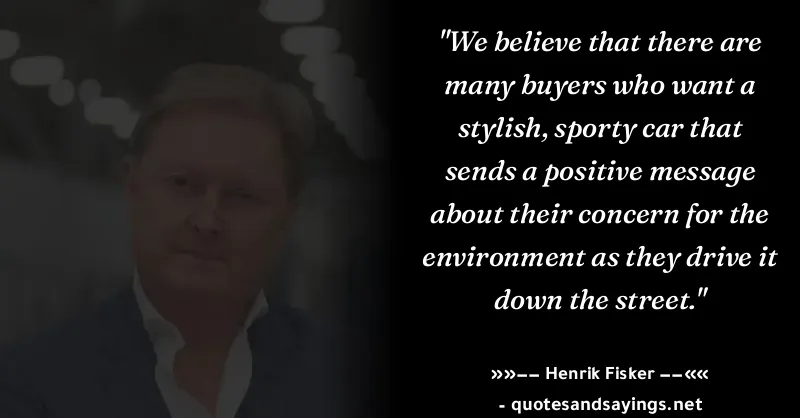 "We believe that there are
many buyers who want a
stylish, sporty car that
sends a positive message
about their concern for the
environment as they drive it
down the street."
»»−− Henrik Fisker −−««
- quotesandsayings.net